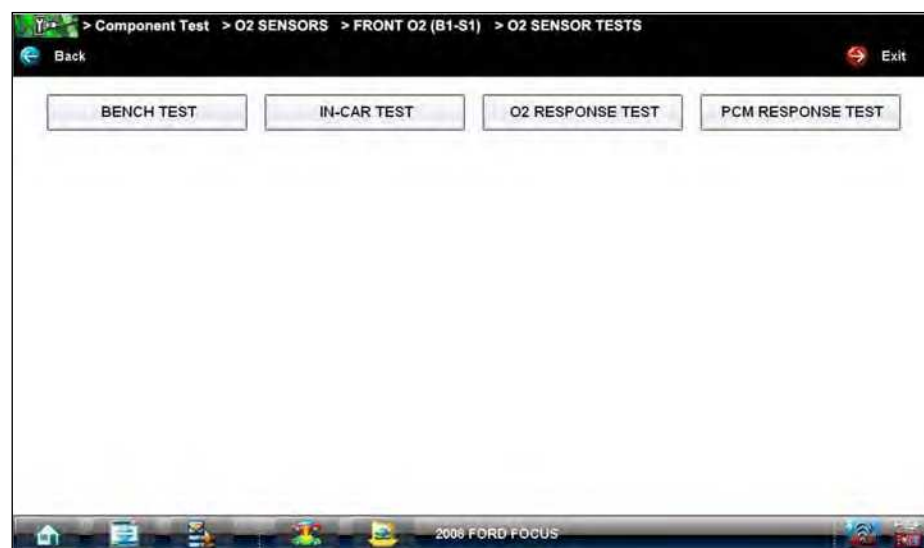 > Component Test > O2 SENSORS > FRONT O2 (B1-S1) > O2 SENSOR TESTS
Back Exit
BENCH TEST IN-CAR TEST O2 RESPONSE TEST PCM RESPONSE TEST
2006 FORD FOCUS